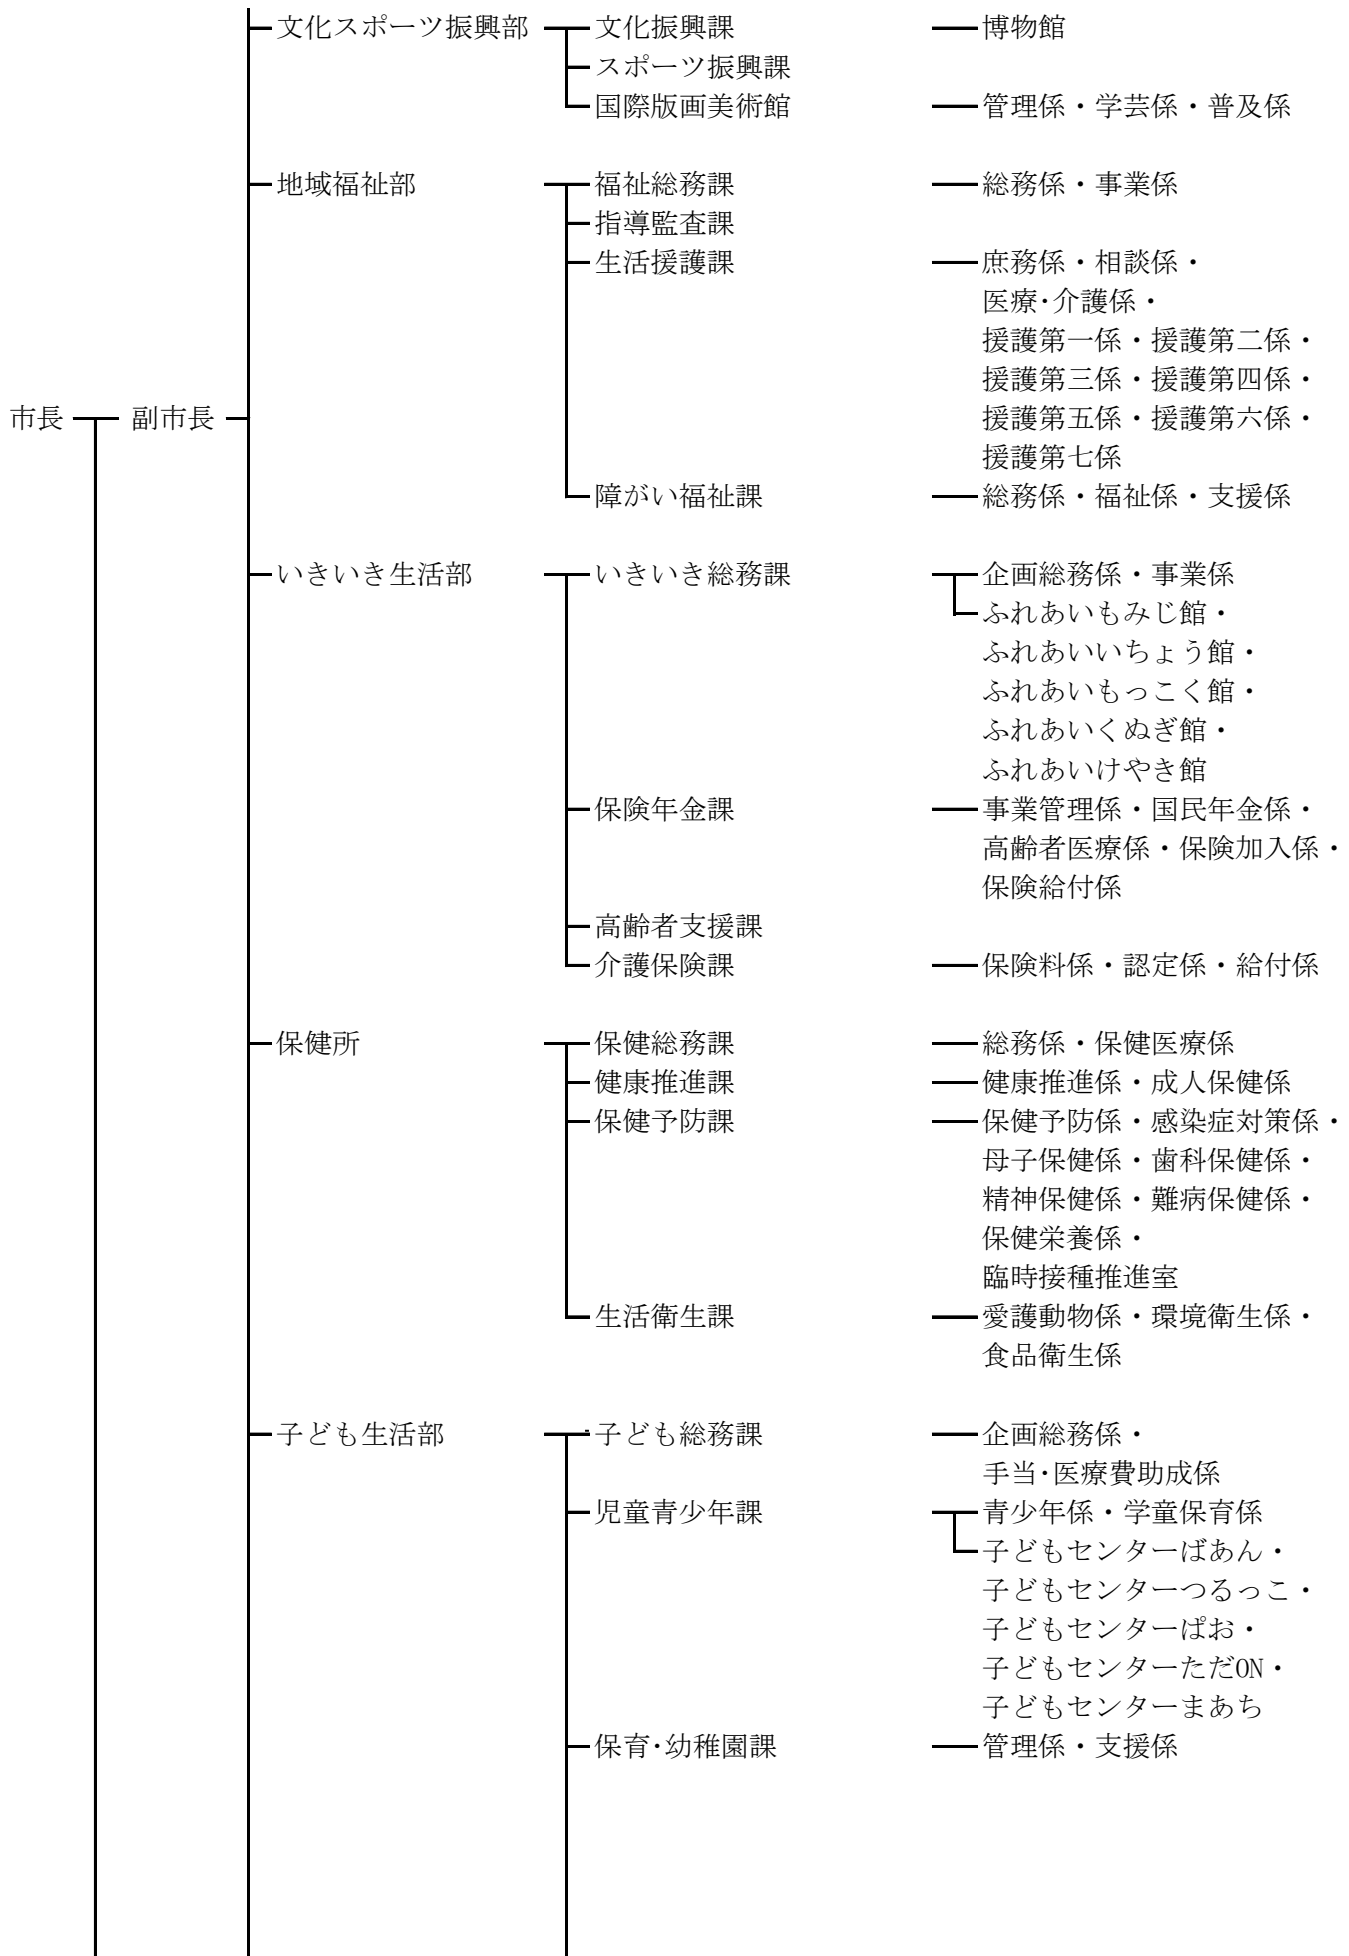 文化スポーツ振興部 文化振興課 博物館
スポーツ振興課
国際版画美術館 管理係・学芸係・普及係
地域福祉部 福祉総務課 総務係・事業係
指導監査課
生活援護課 庶務係・相談係・
医療･介護係・
援護第一係・援護第二係・
援護第三係・援護第四係・
市長 副市長 援護第五係・援護第六係・
援護第七係
障がい福祉課 総務係・福祉係・支援係
いきいき生活部 いきいき総務課 企画総務係・事業係
ふれあいもみじ館・
ふれあいいちょう館・
ふれあいもっこく館・
ふれあいくぬぎ館・
ふれあいけやき館
保険年金課 事業管理係・国民年金係・
高齢者医療係・保険加入係・
保険給付係
高齢者支援課
介護保険課 保険料係・認定係・給付係
保健所 保健総務課 総務係・保健医療係
健康推進課 健康推進係・成人保健係
保健予防課 保健予防係・感染症対策係・
母子保健係・歯科保健係・
精神保健係・難病保健係・
保健栄養係・
臨時接種推進室
生活衛生課 愛護動物係・環境衛生係・
食品衛生係
子ども生活部 子ども総務課 企画総務係・
手当･医療費助成係
児童青少年課 青少年係・学童保育係
子どもセンターばあん・
子どもセンターつるっこ・
子どもセンターぱお・
子どもセンターただON・
子どもセンターまあち
保育･幼稚園課 管理係・支援係